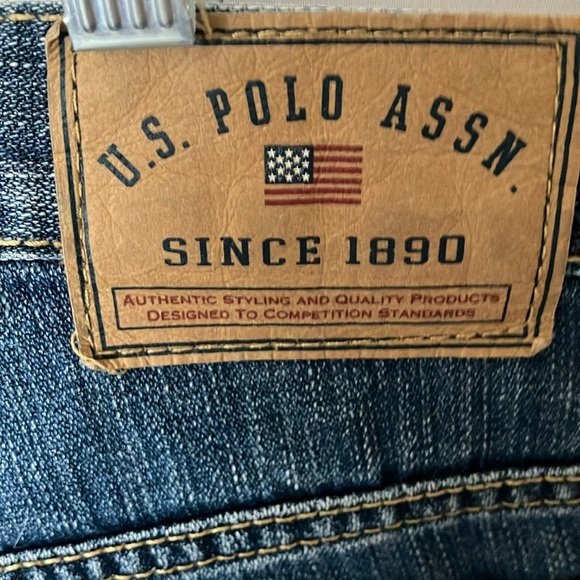 U.S. POLO ASSN.
SINCE 1890
AUTHENTIC STYLING AND QUALITY PRODUCTS
DESIGNED TO COMPETITION STANDARDS